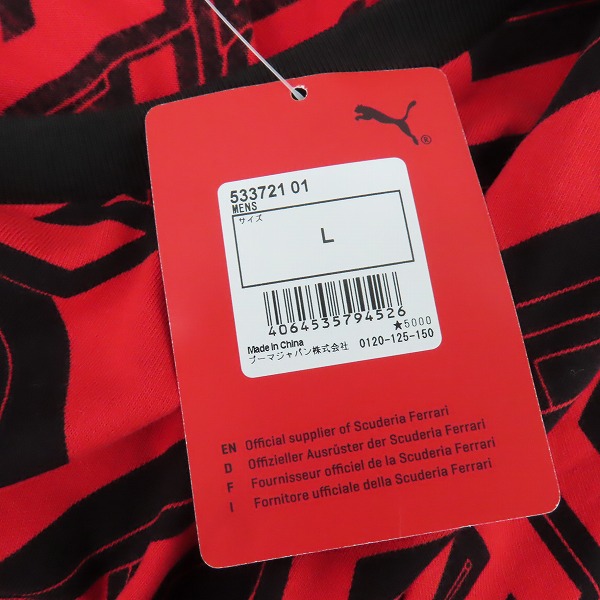 ®
533721 01
MENS
サイズ
L
4064535794526
★5000
Made in China
プーマジャパン株式会社 0120-125-150
EN Official supplier of Scuderia Ferrari
D Offizieller Ausrüster der Scuderia Ferrari
F Fournisseur officiel de la Scuderia Ferrari
I Fornitore ufficiale della Scuderia Ferrari